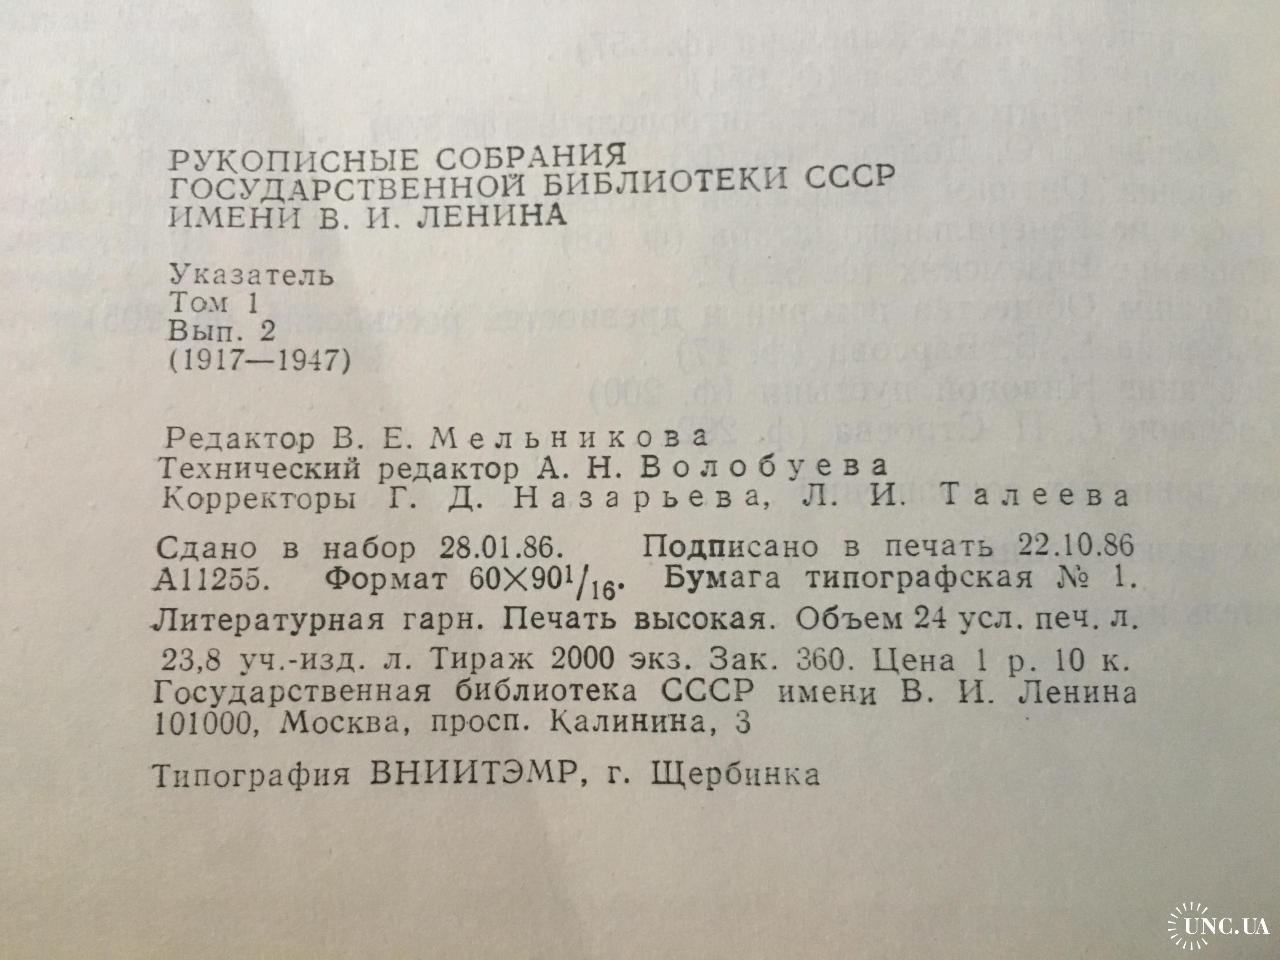 РУКОПИСНЫЕ СОБРАНИЯ
ГОСУДАРСТВЕННОЙ БИБЛИОТЕКИ СССР
ИМЕНИ В. И. ЛЕНИНА
Указатель
Том 1
Вып. 2
(1917—1947)
Редактор В. Е. Мельникова
Технический редактор А. Н. Волобуева
Корректоры Г. Д. Назарьева, Л. И. Талеева
Сдано в набор 28.01.86. Подписано в печать 22.10.86
А11255. Формат 60×90¹/₁₆. Бумага типографская № 1.
Литературная гарн. Печать высокая. Объем 24 усл. печ. л.
23,8 уч.-изд. л. Тираж 2000 экз. Зак. 360. Цена 1 р. 10 к.
Государственная библиотека СССР имени В. И. Ленина
101000, Москва, просп. Калинина, 3
Типография ВНИИТЭМР, г. Щербинка
UNC.UA